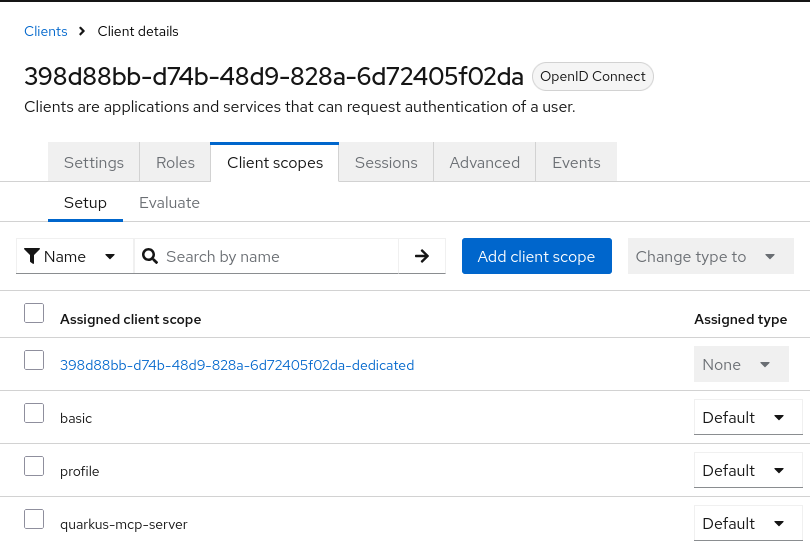 Clients > Client details
398d88bb-d74b-48d9-828a-6d72405f02da OpenID Connect
Clients are applications and services that can request authentication of a user.
Settings Roles Client scopes Sessions Advanced Events
Setup Evaluate
Name Search by name Add client scope Change type to
Assigned client scope Assigned type
398d88bb-d74b-48d9-828a-6d72405f02da-dedicated None
basic Default
profile Default
quarkus-mcp-server Default